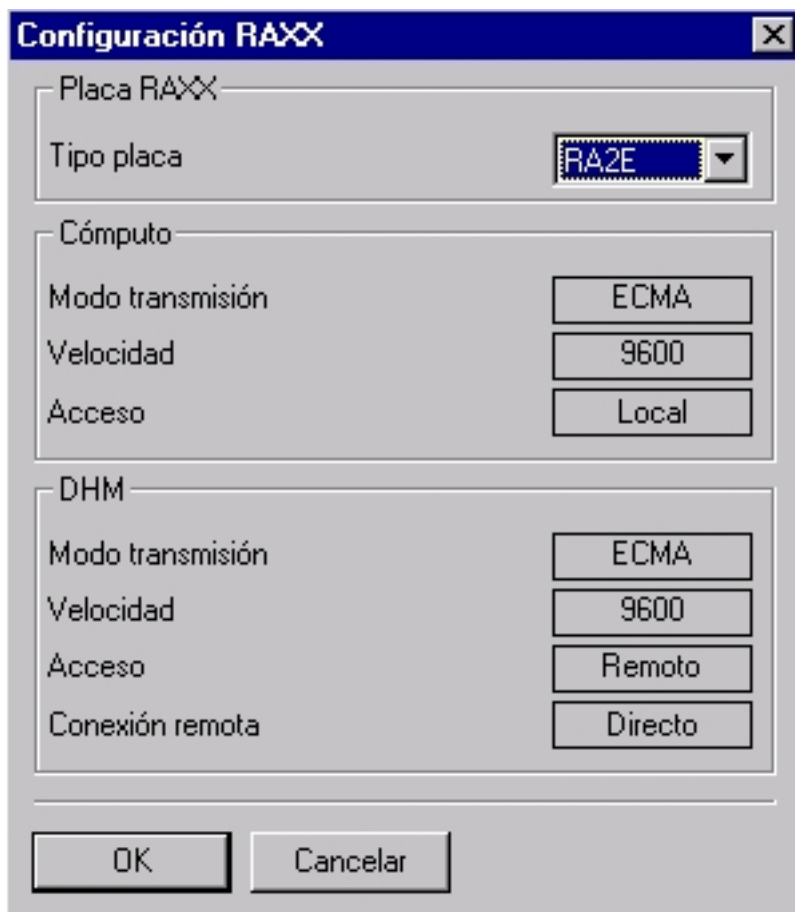 Configuración RAXX
Placa RAXX
Tipo placa RA2E
Cómputo
Modo transmisión ECMA
Velocidad 9600
Acceso Local
DHM
Modo transmisión ECMA
Velocidad 9600
Acceso Remoto
Conexión remota Directo
OK Cancelar